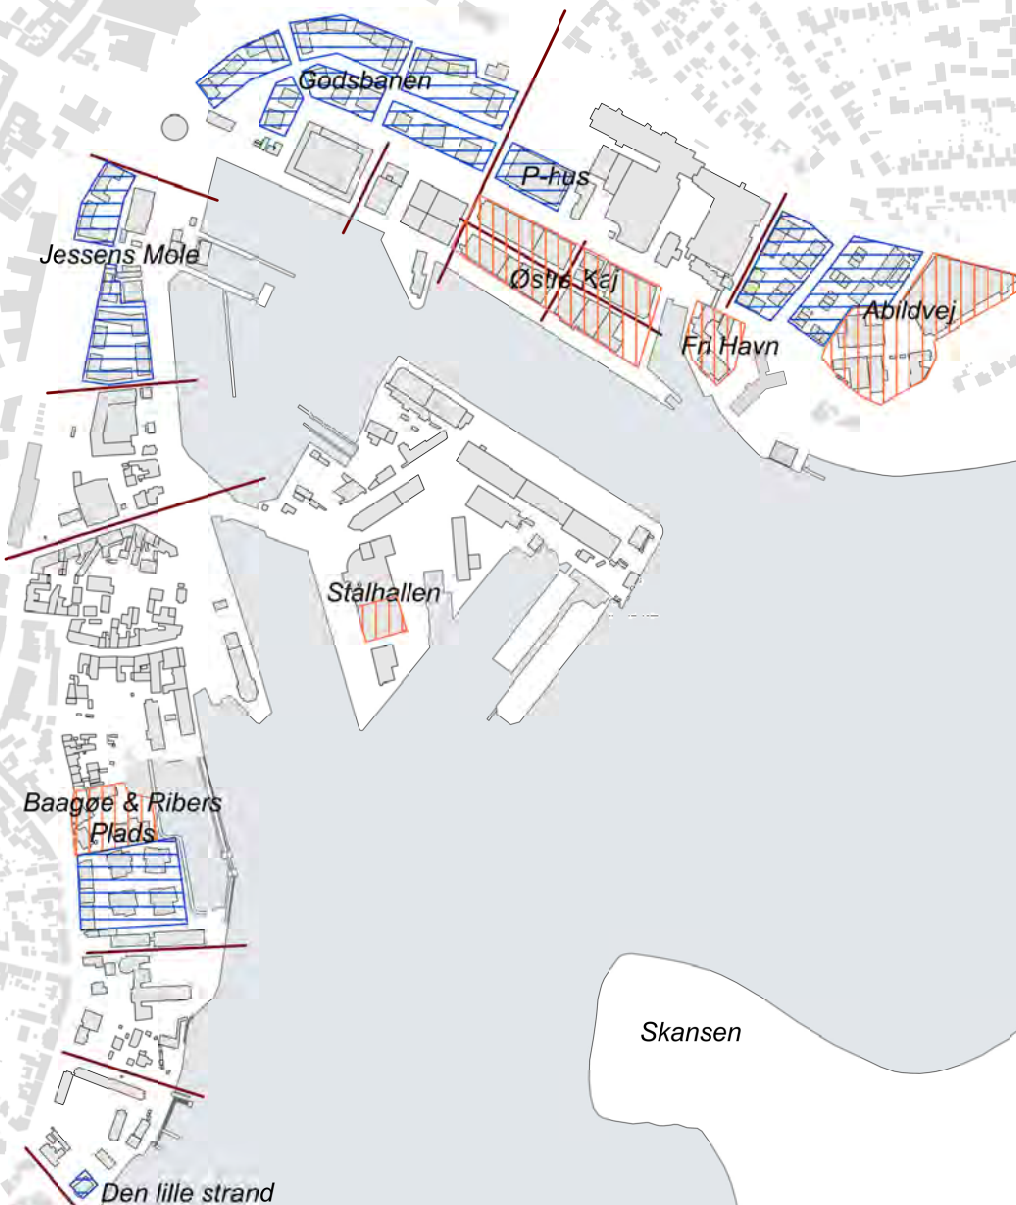 Godsbanen
P-hus
Jessens Mole
Østre Kaj
Abildvej
Fri Havn
Stålhallen
Baagøe & Ribers
Plads
Skansen
Den lille strand